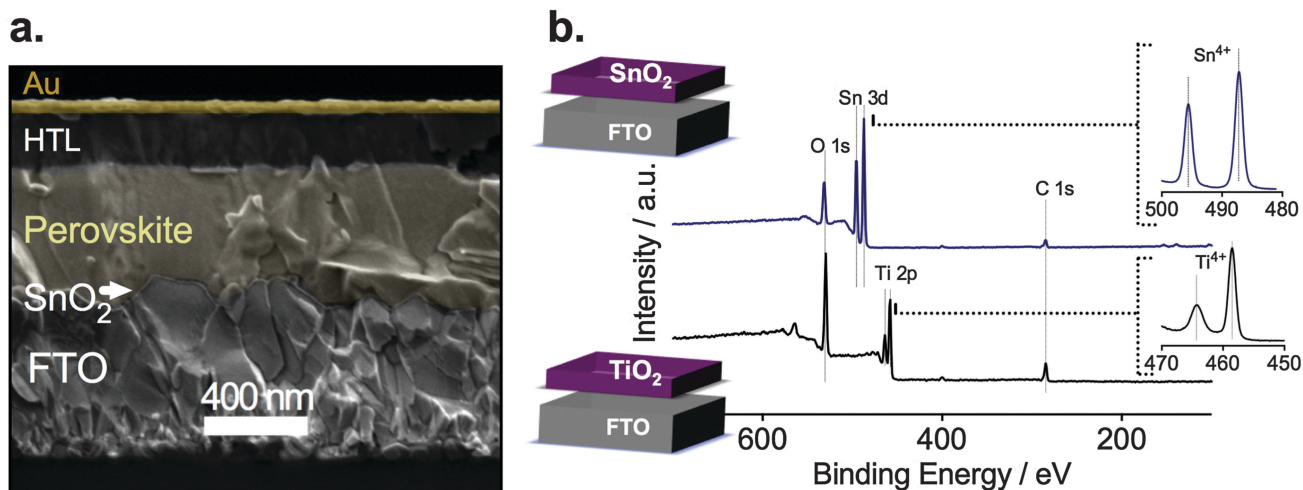 a.
Au
HTL
Perovskite
SnO₂
FTO
400 nm
b.
SnO₂
FTO
TiO₂
FTO
Intensity / a.u.
O 1s
Sn 3d
Ti 2p
C 1s
Sn⁴⁺
500 490 480
Ti⁴⁺
470 460 450
600 400 200
Binding Energy / eV